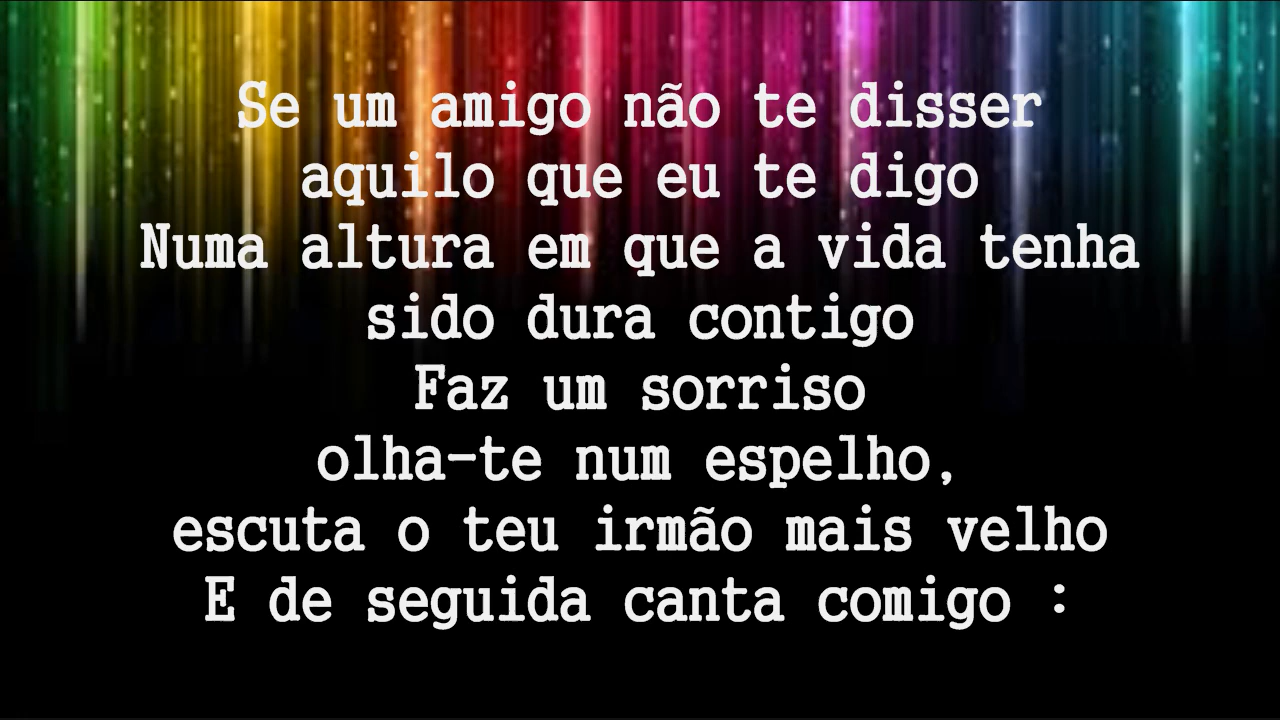 Se um amigo não te disser
aquilo que eu te digo
Numa altura em que a vida tenha
sido dura contigo
Faz um sorriso
olha-te num espelho,
escuta o teu irmão mais velho
E de seguida canta comigo :